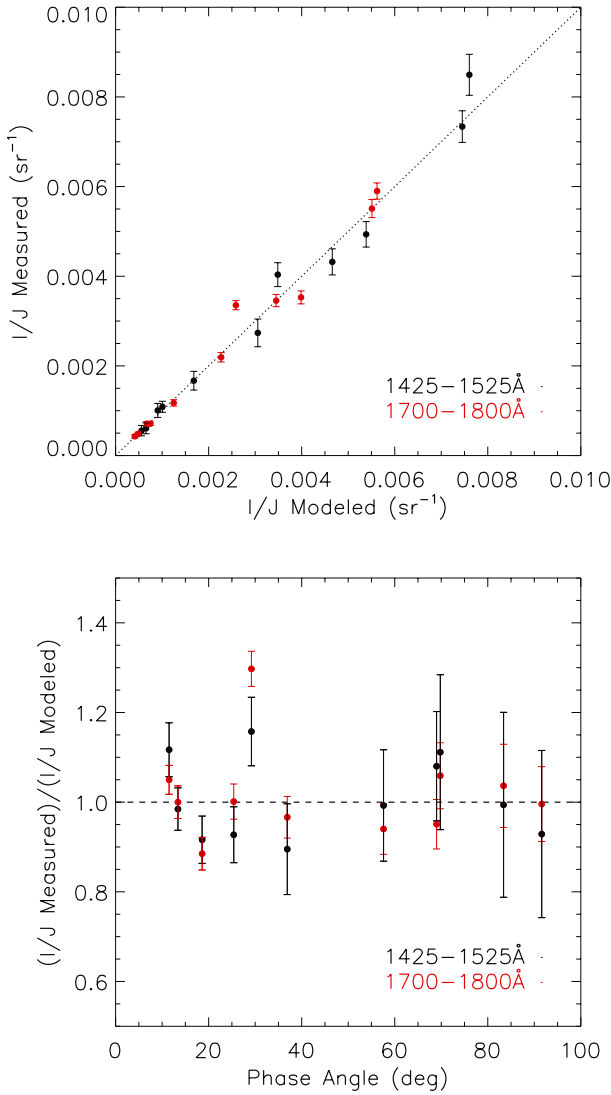 0.010
0.008
0.006
0.004
0.002
0.000
I/J Measured (sr⁻¹)
1425−1525Å
1700−1800Å
0.000 0.002 0.004 0.006 0.008 0.010
I/J Modeled (sr⁻¹)
1.4
1.2
1.0
0.8
0.6
(I/J Measured)/(I/J Modeled)
1425−1525Å
1700−1800Å
0 20 40 60 80 100
Phase Angle (deg)